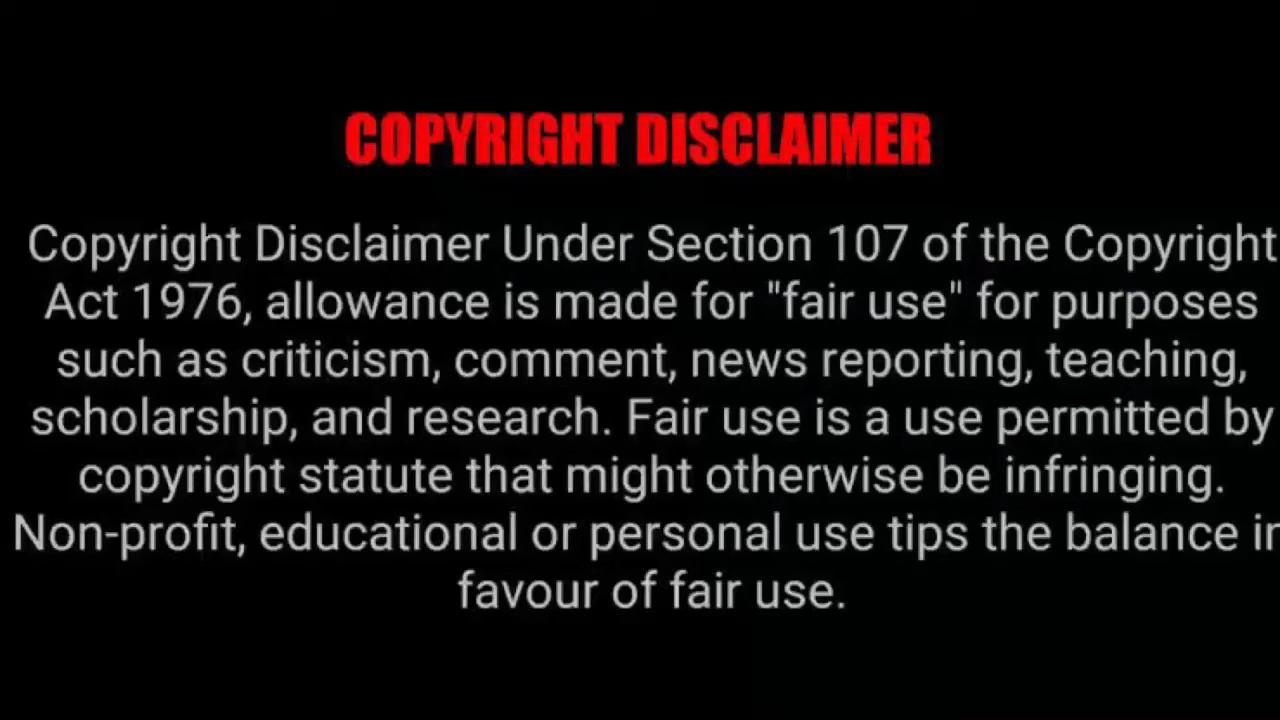 COPYRIGHT DISCLAIMER
Copyright Disclaimer Under Section 107 of the Copyright
Act 1976, allowance is made for "fair use" for purposes
such as criticism, comment, news reporting, teaching,
scholarship, and research. Fair use is a use permitted by
copyright statute that might otherwise be infringing.
Non-profit, educational or personal use tips the balance in
favour of fair use.